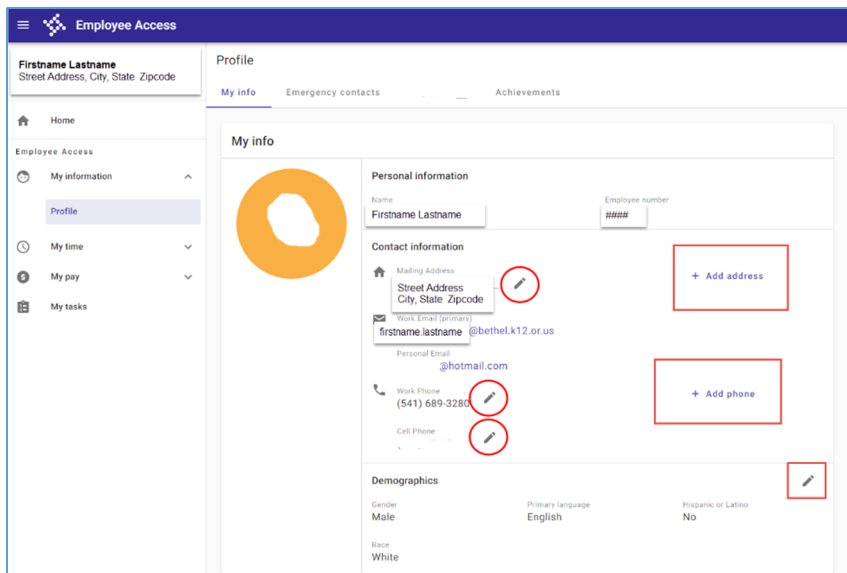 Employee Access
Firstname Lastname
Street Address, City, State Zipcode
Home
Employee Access
My information
Profile
My time
My pay
My tasks
Profile
My info
Emergency contacts
Achievements
My info
Personal information
Name
Firstname Lastname
Employee number
####
Contact information
Mailing Address
Street Address
City, State Zipcode
+ Add address
Work Email (primary)
firstname.lastname @bethel.k12.or.us
Personal Email
@hotmail.com
Work Phone
(541) 689-3280
+ Add phone
Cell Phone
Demographics
Gender
Male
Primary language
English
Hispanic or Latino
No
Race
White